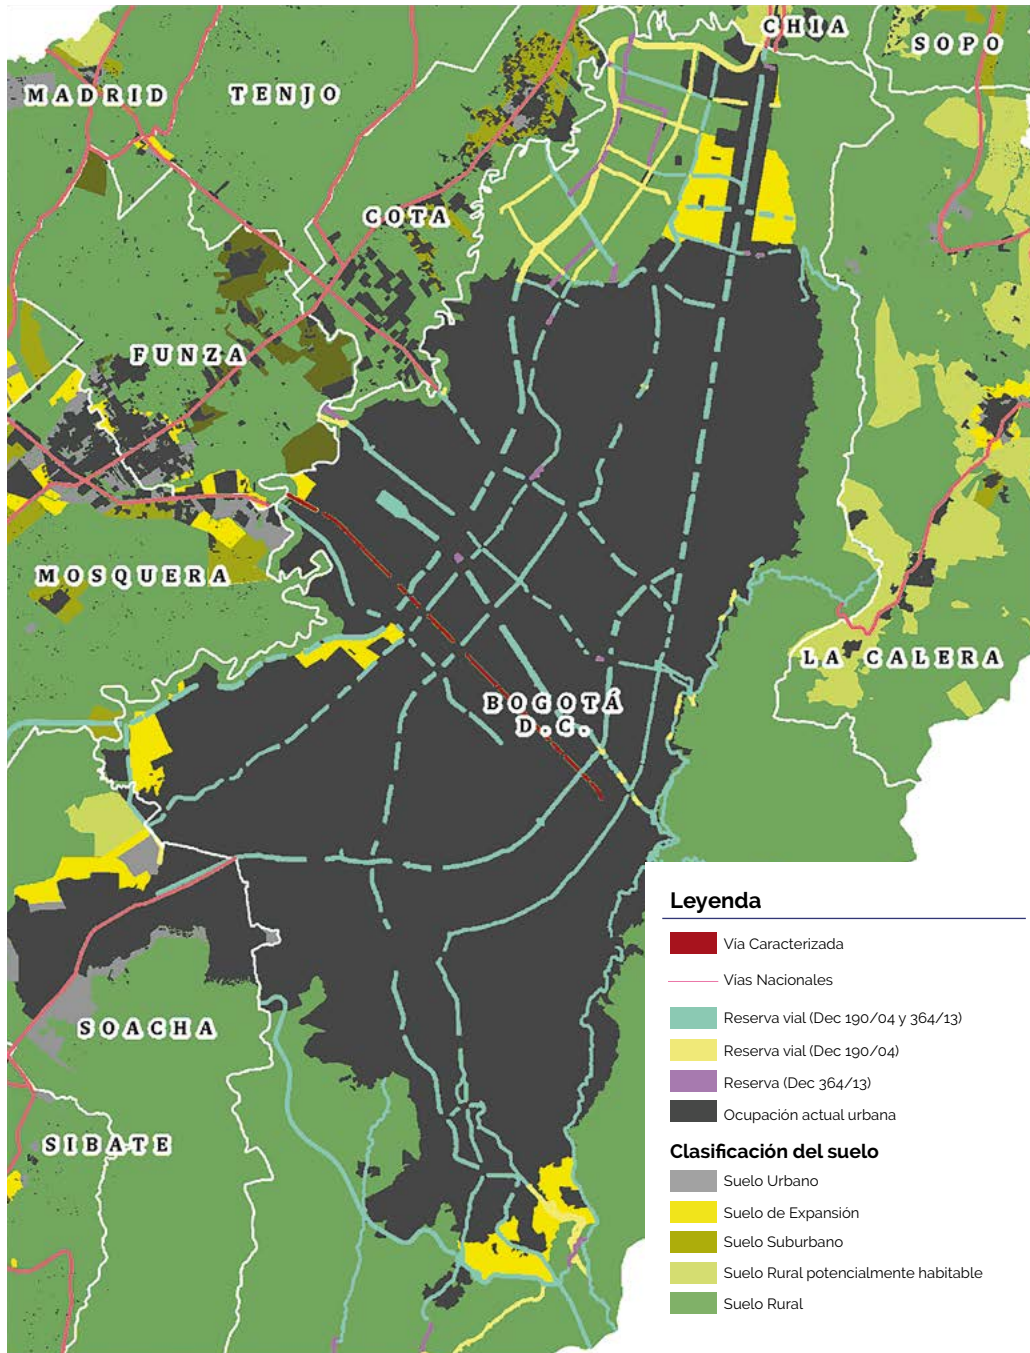 CHIA
SOPO
MADRID
TENJO
COTA
FUNZA
MOSQUERA
LA CALERA
BOGOTÁ
D.C.
SOACHA
SIBATE
Leyenda
Vía Caracterizada
Vías Nacionales
Reserva vial (Dec 190/04 y 364/13)
Reserva vial (Dec 190/04)
Reserva (Dec 364/13)
Ocupación actual urbana
Clasificación del suelo
Suelo Urbano
Suelo de Expansión
Suelo Suburbano
Suelo Rural potencialmente habitable
Suelo Rural